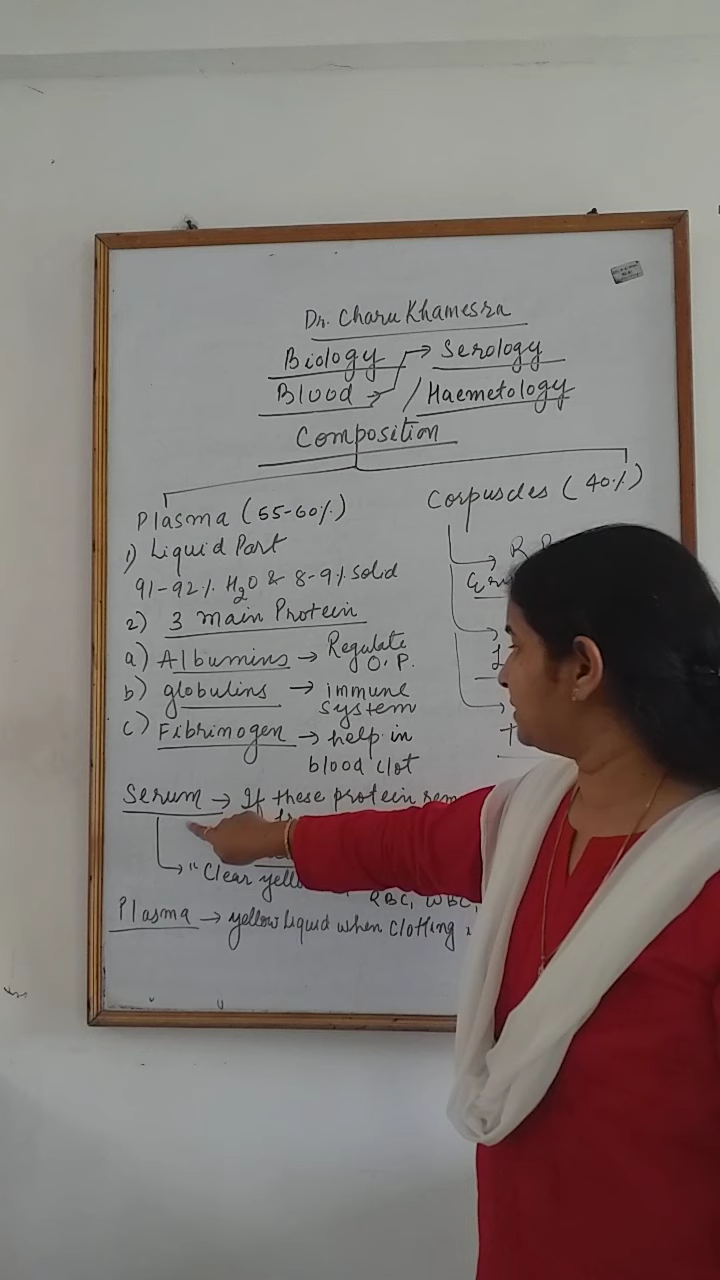 Dr. Charu Khamesra
Biology → Serology
Blood → / Haemetology
Composition
Plasma (55-60%)
1) Liquid Part
91-92% H2O & 8-9% Solid
2) 3 main Protein
a) Albumins → Regulate O.P.
b) globulins → immune system
c) Fibrinogen → help in blood clot
Corpuscles (40%)
R.
Serum → If these protein
→ "Clear
RBC, WBC,
Plasma → yellow liquid when clotting